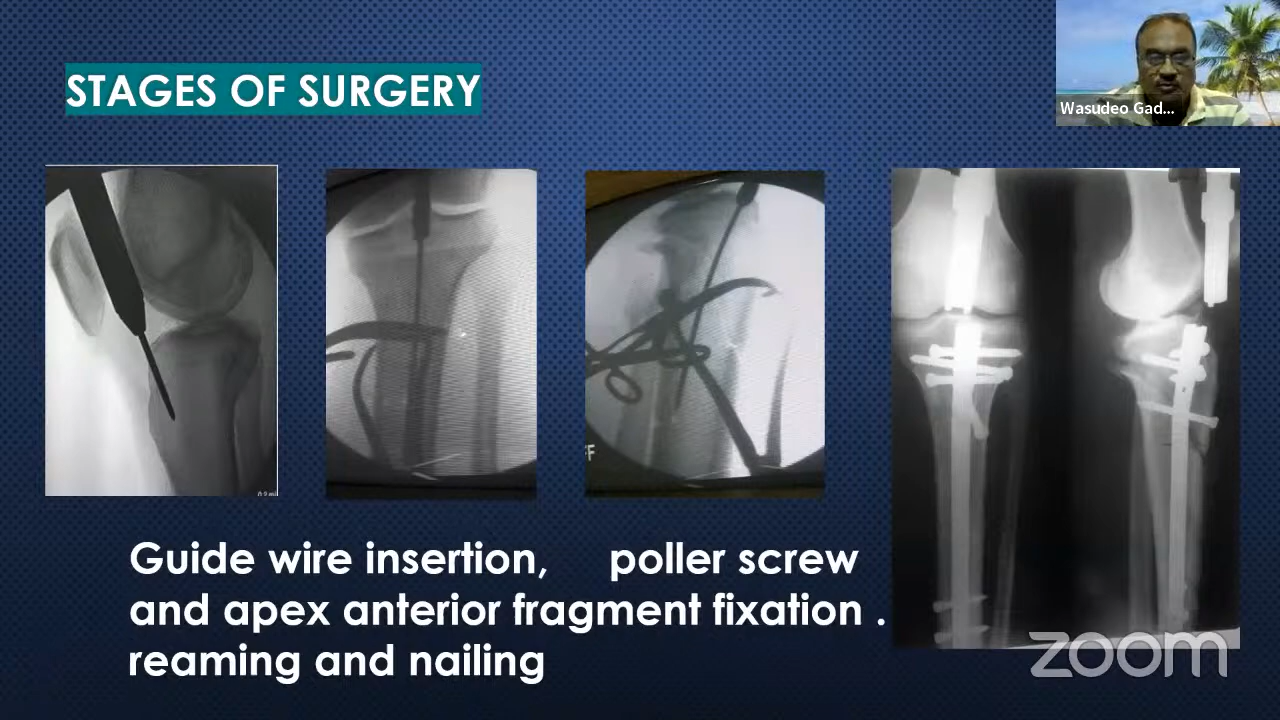 STAGES OF SURGERY
Wasudeo Gad...
Guide wire insertion, poller screw
and apex anterior fragment fixation .
reaming and nailing
zoom